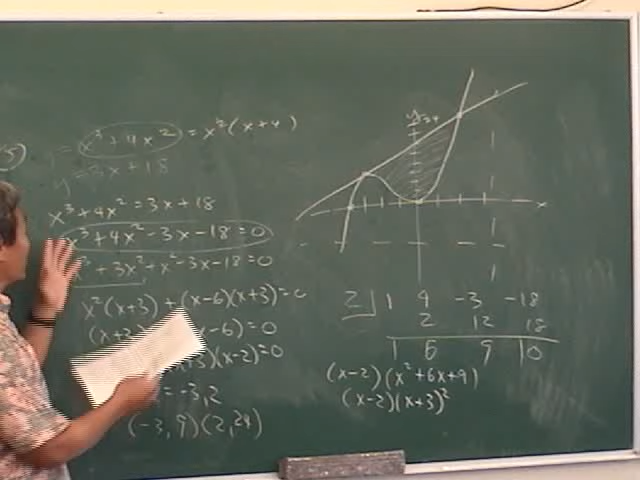 5)
y = x³ + 4x² = x²(x+4)
y = 3x + 18
x³ + 4x² = 3x + 18
x³ + 4x² - 3x - 18 = 0
x³ + 3x² + x² - 3x - 18 = 0
x²(x+3) + (x-6)(x+3) = 0
(x+3) x-6) = 0
+3)(x-2) = 0
= -3, 2
(-3, 9)(2, 24)
y
24
x
2 | 1 4 -3 -18
2 12 18
1 6 9 | 0
(x-2)(x² + 6x + 9)
(x-2)(x+3)²